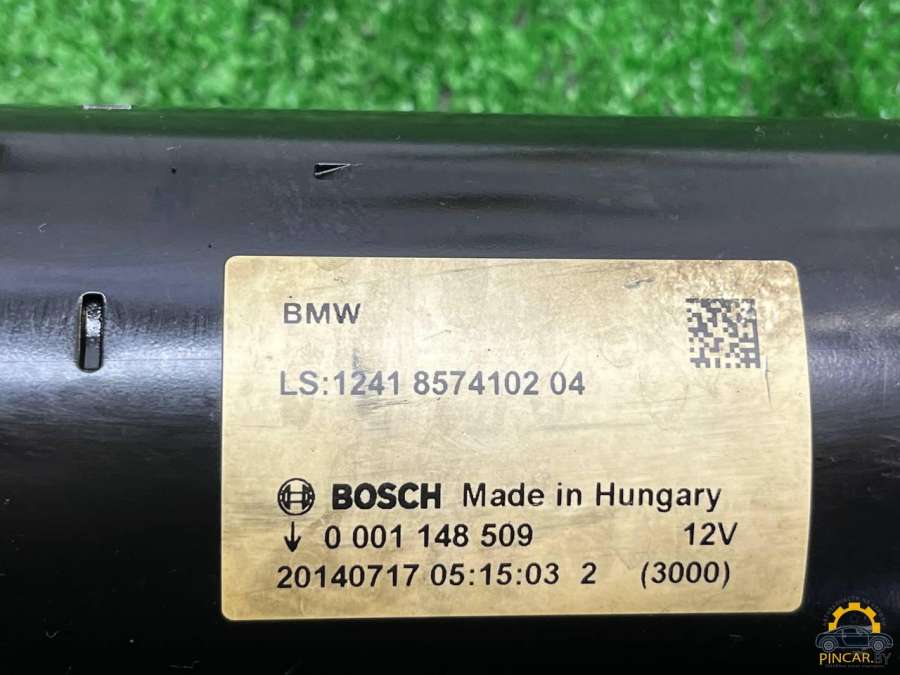 BMW
LS:1241 8574102 04
BOSCH Made in Hungary
↓ 0 001 148 509 12V
20140717 05:15:03 2 (3000)
PINCAR.BY